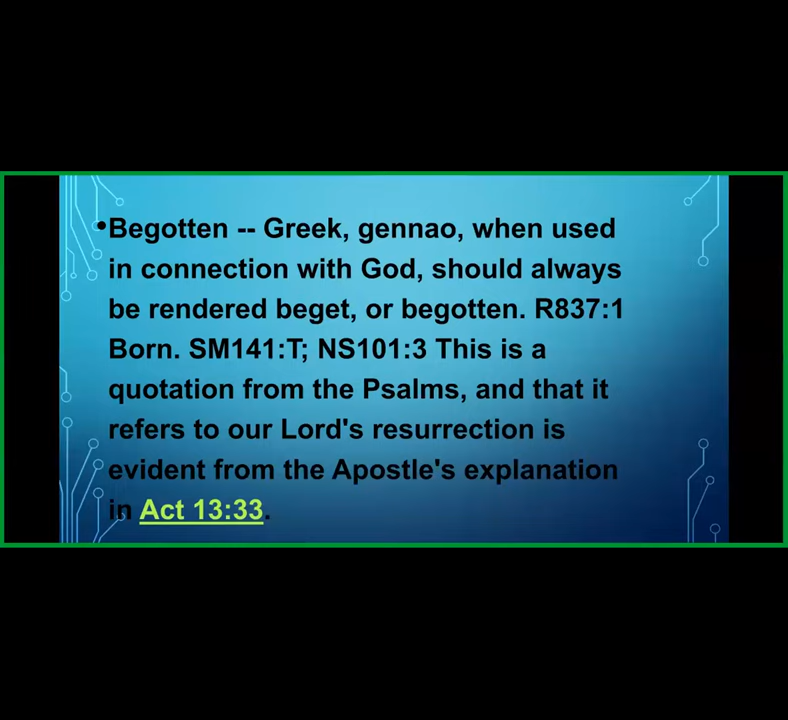 •Begotten -- Greek, gennao, when used
in connection with God, should always
be rendered beget, or begotten. R837:1
Born. SM141:T; NS101:3 This is a
quotation from the Psalms, and that it
refers to our Lord's resurrection is
evident from the Apostle's explanation
in Act 13:33.